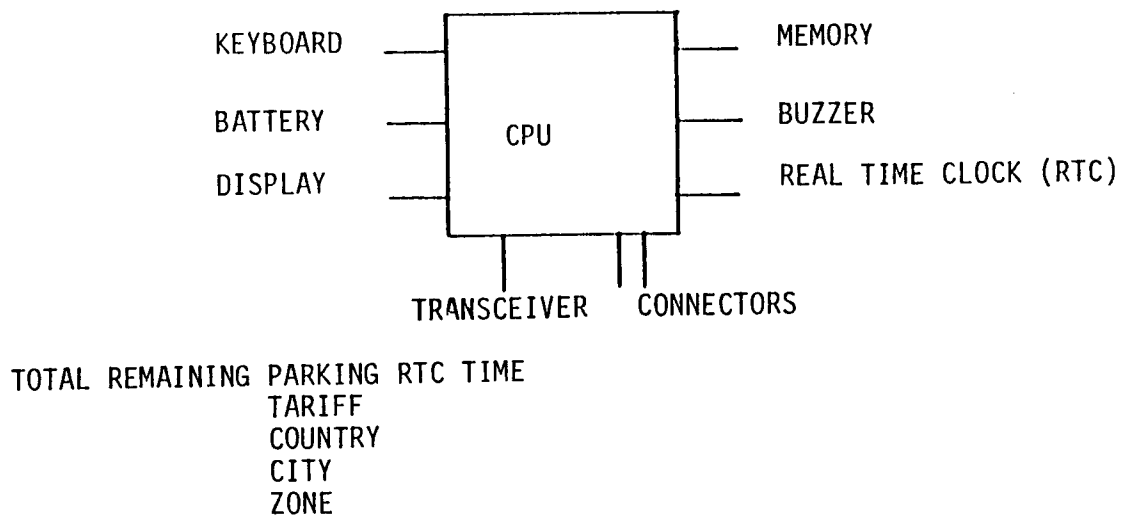 KEYBOARD
MEMORY
BATTERY
CPU
BUZZER
DISPLAY
REAL TIME CLOCK (RTC)
TRANSCEIVER
CONNECTORS
TOTAL REMAINING PARKING RTC TIME
TARIFF
COUNTRY
CITY
ZONE